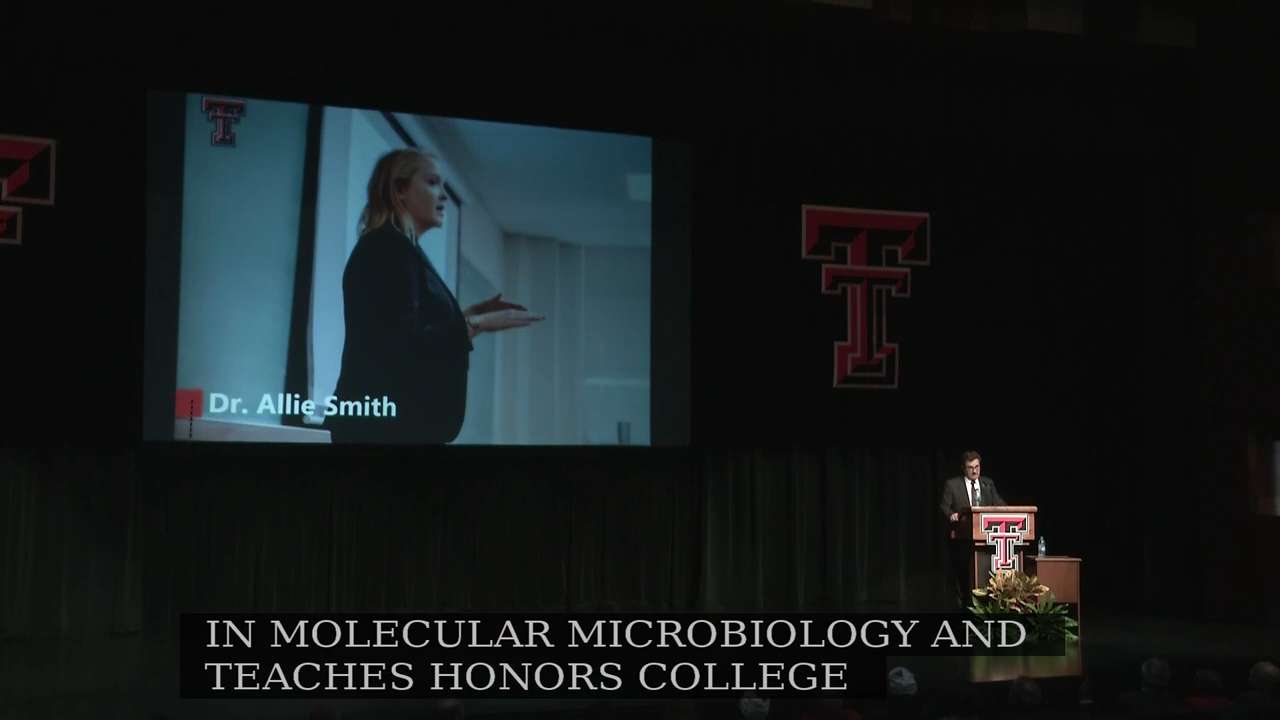 Dr. Allie Smith
IN MOLECULAR MICROBIOLOGY AND
TEACHES HONORS COLLEGE